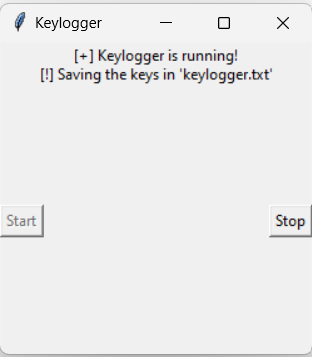 Keylogger
[+] Keylogger is running!
[!] Saving the keys in 'keylogger.txt'
Start
Stop